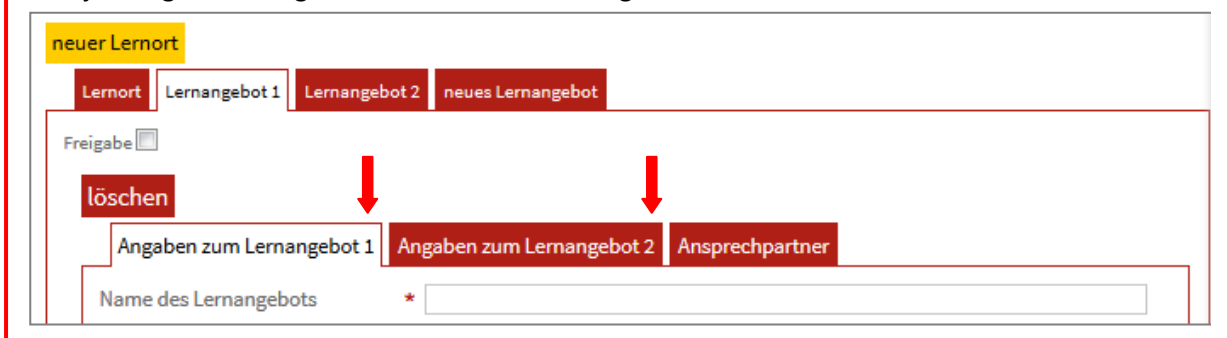 neuer Lernort
Lernort Lernangebot 1 Lernangebot 2 neues Lernangebot
Freigabe
löschen
Angaben zum Lernangebot 1 Angaben zum Lernangebot 2 Ansprechpartner
Name des Lernangebots *